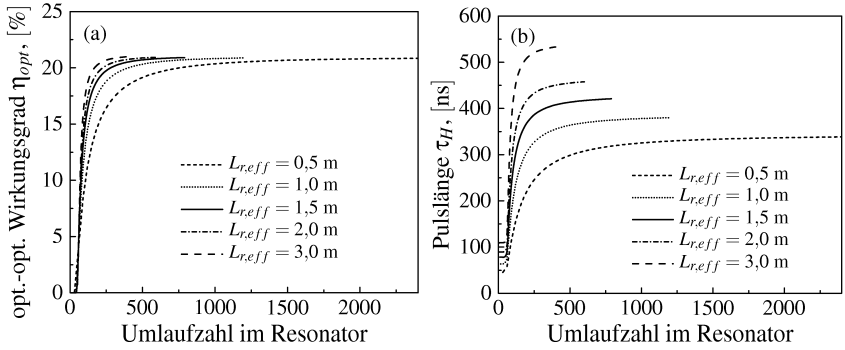 (a)
opt.-opt. Wirkungsgrad η_opt, [%]
25
20
15
10
5
0
L_r,eff = 0,5 m
L_r,eff = 1,0 m
L_r,eff = 1,5 m
L_r,eff = 2,0 m
L_r,eff = 3,0 m
0 500 1000 1500 2000
Umlaufzahl im Resonator
(b)
Pulslänge τ_H, [ns]
600
500
400
300
200
100
0
L_r,eff = 0,5 m
L_r,eff = 1,0 m
L_r,eff = 1,5 m
L_r,eff = 2,0 m
L_r,eff = 3,0 m
0 500 1000 1500 2000
Umlaufzahl im Resonator